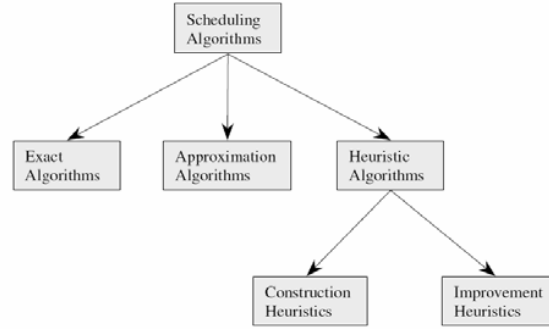 Scheduling
Algorithms
Exact
Algorithms
Approximation
Algorithms
Heuristic
Algorithms
Construction
Heuristics
Improvement
Heuristics